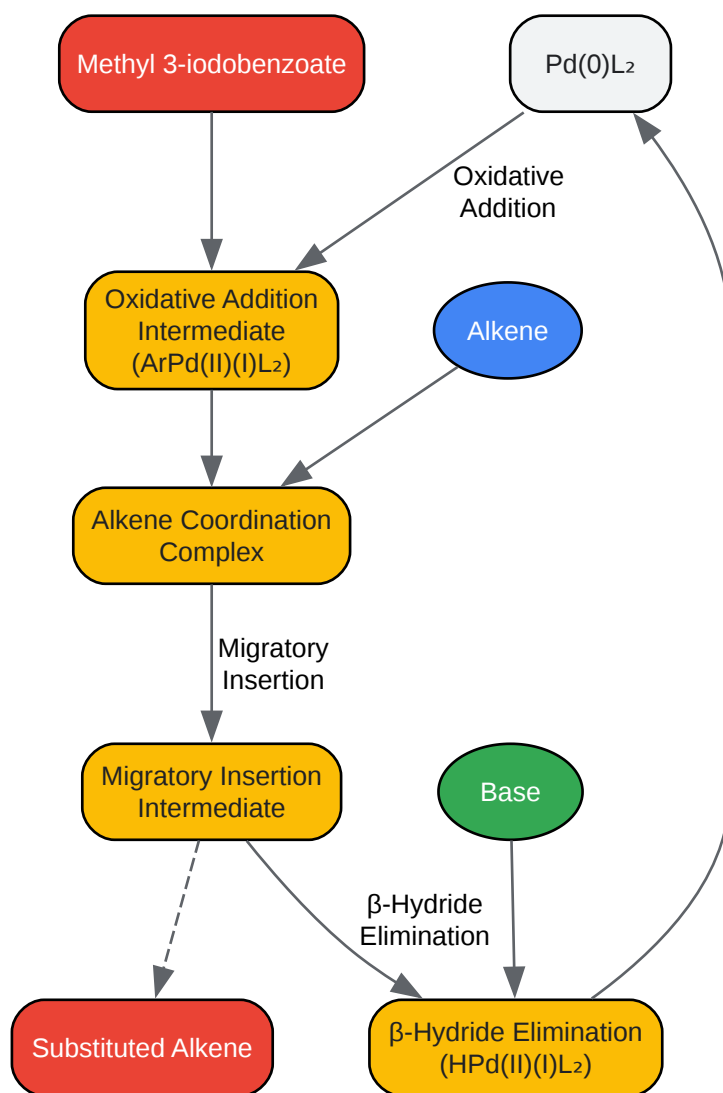 Methyl 3-iodobenzoate
Pd(0)L₂
Oxidative
Addition
Oxidative Addition
Intermediate
(ArPd(II)(I)L₂)
Alkene
Alkene Coordination
Complex
Migratory
Insertion
Migratory Insertion
Intermediate
Base
β-Hydride
Elimination
Substituted Alkene
β-Hydride Elimination
(HPd(II)(I)L₂)